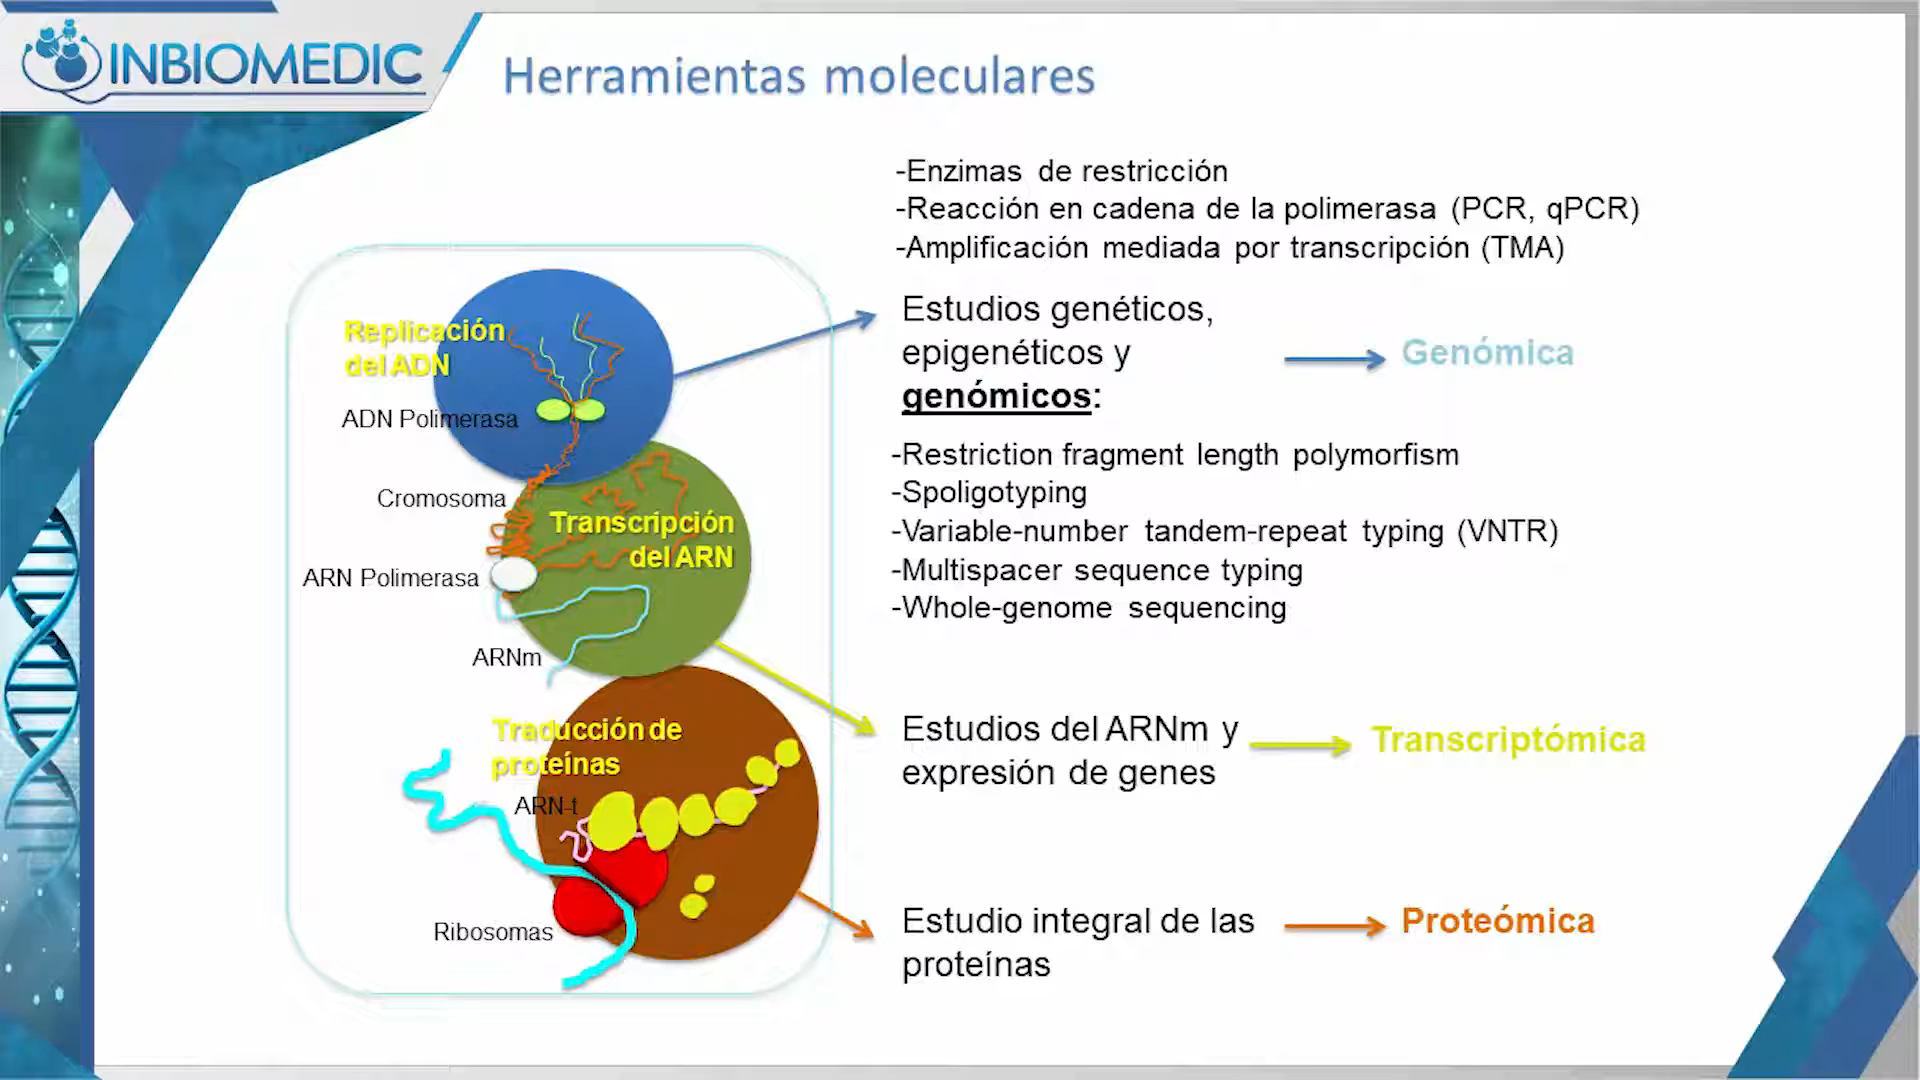 INBIOMEDIC
Herramientas moleculares
-Enzimas de restricción
-Reacción en cadena de la polimerasa (PCR, qPCR)
-Amplificación mediada por transcripción (TMA)
Replicación
del ADN
ADN Polimerasa
Cromosoma
Transcripción
del ARN
ARN Polimerasa
ARNm
Traducción de
proteínas
ARN-t
Ribosomas
Estudios genéticos,
epigenéticos y
genómicos:
Genómica
-Restriction fragment length polymorfism
-Spoligotyping
-Variable-number tandem-repeat typing (VNTR)
-Multispacer sequence typing
-Whole-genome sequencing
Estudios del ARNm y
expresión de genes
Transcriptómica
Estudio integral de las
proteínas
Proteómica